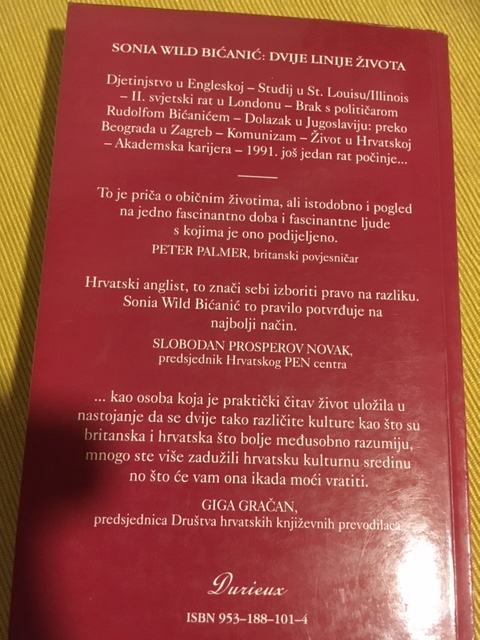 SONIA WILD BIĆANIĆ: DVIJE LINIJE ŽIVOTA
Djetinjstvo u Engleskoj – Studij u St. Louisu/Illinois
– II. svjetski rat u Londonu – Brak s političarom
Rudolfom Bićanićem – Dolazak u Jugoslaviju: preko
Beograda u Zagreb – Komunizam – Život u Hrvatskoj
– Akademska karijera – 1991. još jedan rat počinje...
To je priča o običnim životima, ali istodobno i pogled
na jedno fascinantno doba i fascinantne ljude
s kojima je ono podijeljeno.
PETER PALMER, britanski povjesničar
Hrvatski anglist, to znači sebi izboriti pravo na razliku.
Sonia Wild Bićanić to pravilo potvrđuje na
najbolji način.
SLOBODAN PROSPEROV NOVAK,
predsjednik Hrvatskog PEN centra
... kao osoba koja je praktički čitav život uložila u
nastojanje da se dvije tako različite kulture kao što su
britanska i hrvatska što bolje međusobno razumiju,
mnogo ste više zadužili hrvatsku kulturnu sredinu
no što će vam ona ikada moći vratiti.
GIGA GRAČAN,
predsjednica Društva hrvatskih književnih prevodilaca
Durieux
ISBN 953-188-101-4